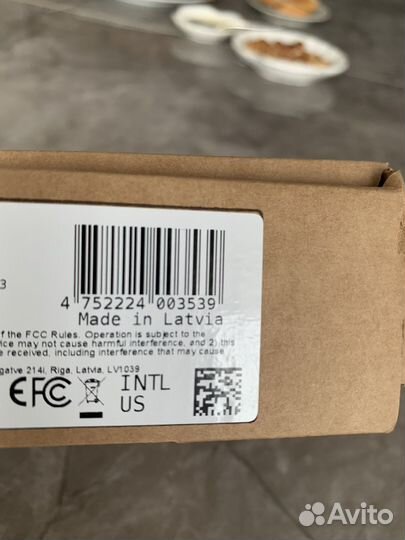 3
4 752224 003539
Made in Latvia
f the FCC Rules. Operation is subject to the
ice may not cause harmful interference, and 2) this
e received, including interference that may cause
gatve 214i, Riga, Latvia, LV1039
CE FC INTL
US
Avito